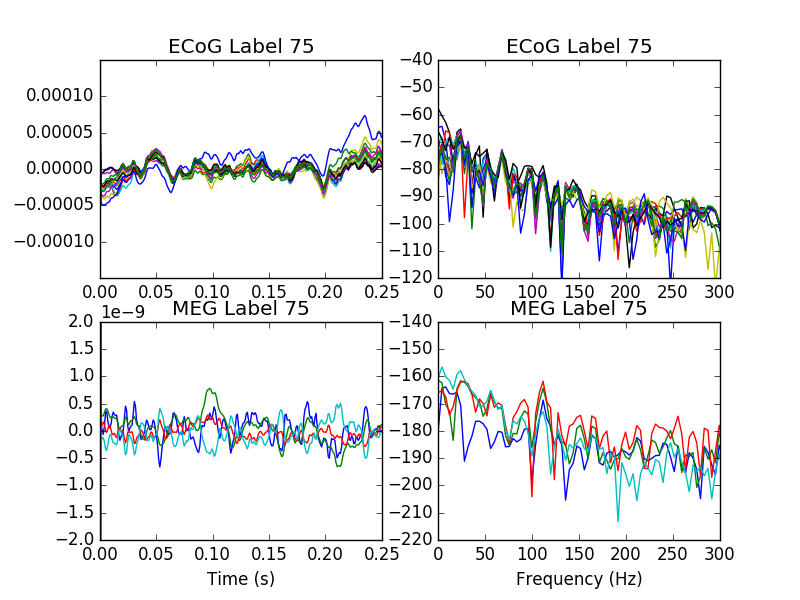 ECoG Label 75
0.00010
0.00005
0.00000
−0.00005
−0.00010
0.00 0.05 0.10 0.15 0.20 0.25
ECoG Label 75
−40
−50
−60
−70
−80
−90
−100
−110
−120
0 50 100 150 200 250 300
MEG Label 75
1e−9
2.0
1.5
1.0
0.5
0.0
−0.5
−1.0
−1.5
−2.0
0.00 0.05 0.10 0.15 0.20 0.25
Time (s)
MEG Label 75
−140
−150
−160
−170
−180
−190
−200
−210
−220
0 50 100 150 200 250 300
Frequency (Hz)